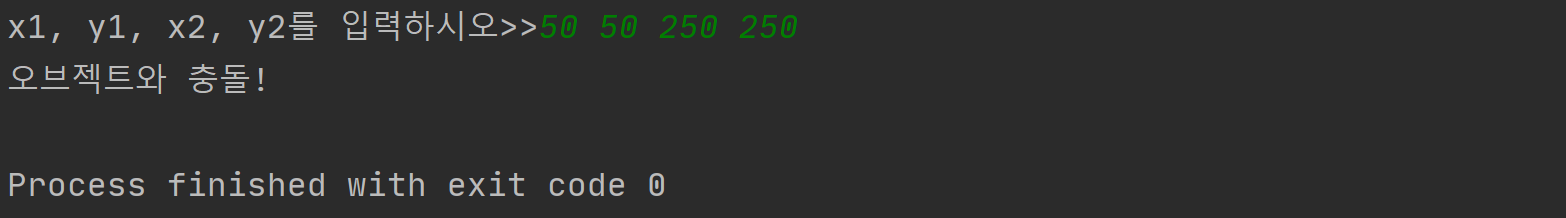 x1, y1, x2, y2를 입력하시오>>50 50 250 250
오브젝트와 충돌!
Process finished with exit code 0